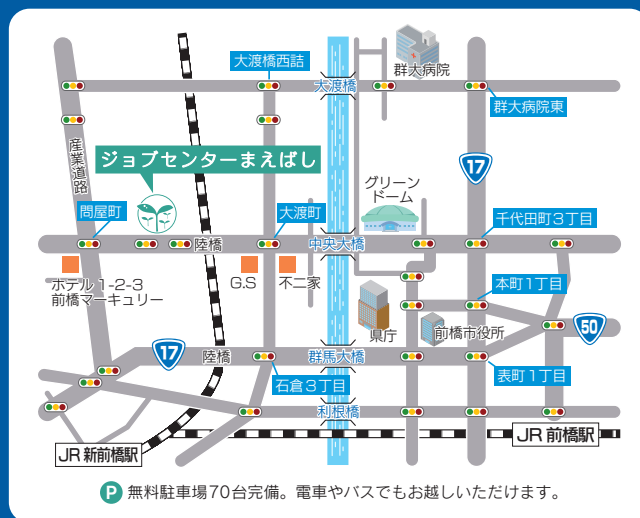 大渡橋西詰
群大病院
大渡橋
群大病院東
産業道路
17
ジョブセンターまえばし
グリーン
ドーム
問屋町
大渡町
千代田町3丁目
陸橋
中央大橋
ホテル1-2-3
前橋マーキュリー
G.S
不二家
本町1丁目
県庁
前橋市役所
50
17
陸橋
群馬大橋
石倉3丁目
表町1丁目
利根橋
JR 新前橋駅
JR 前橋駅
P 無料駐車場70台完備。電車やバスでもお越しいただけます。